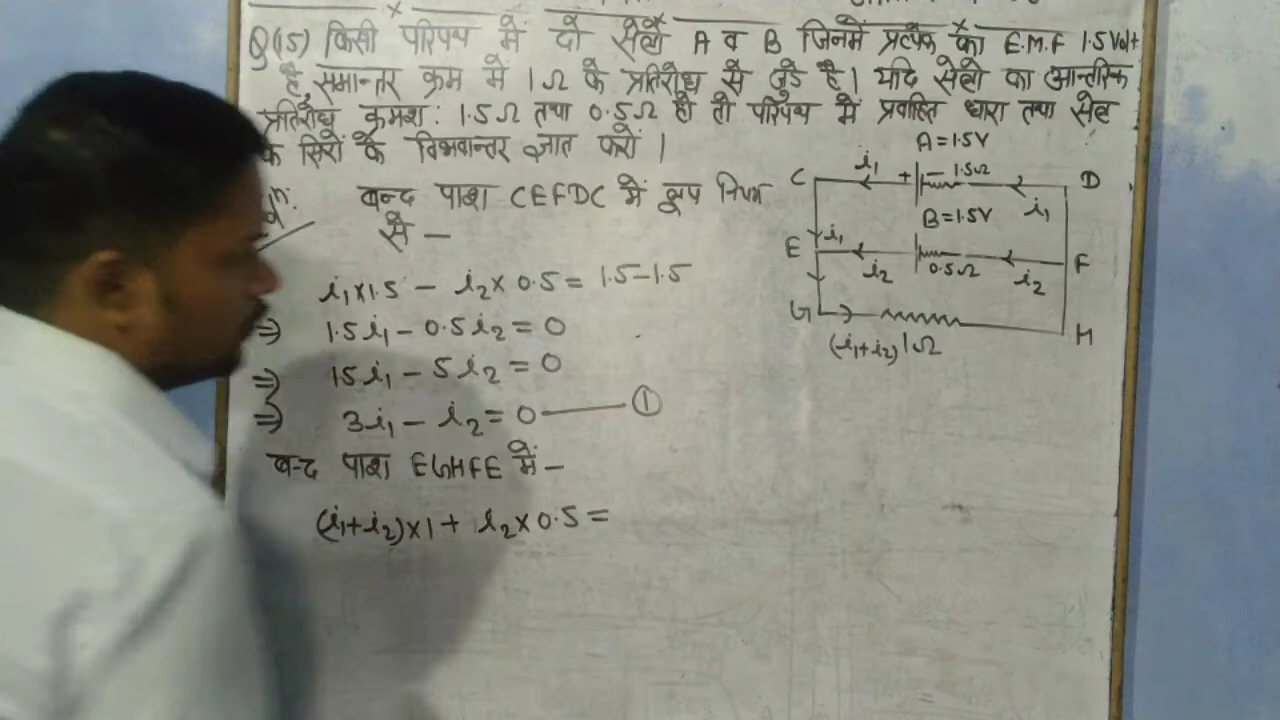 Q(15) किसी परिपथ में दो सेलो A व B जिनमें प्रत्येक का E.M.F 1.5 Volt
है, समान्तर क्रम में 1Ω के प्रतिरोध से जुडे है। यदि सेलो का आन्तरिक
प्रतिरोध क्रमश: 1.5Ω तथा 0.5Ω हो तो परिपथ में प्रवाहित धारा तथा सेल
के सिरों के विभवान्तर ज्ञात करो।
बन्द पाश CEFDC में लूप नियम
से —
i₁×1.5 − i₂×0.5 = 1.5−1.5
⇒ 1.5i₁ − 0.5i₂ = 0
⇒ 15i₁ − 5i₂ = 0
⇒ 3i₁ − i₂ = 0 — ①
बन्द पाश EGHFE में —
(i₁+i₂)×1 + i₂×0.5 =
A=1.5V
C i₁ + − 1.5Ω D
i₁
B=1.5V
E i₁ F
i₂ 0.5Ω i₂
G H
(i₁+i₂) 1Ω